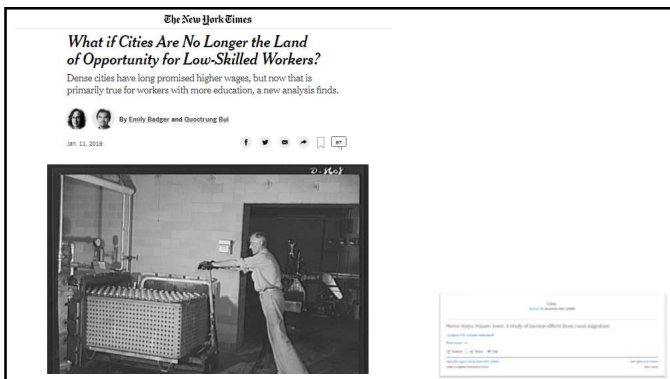 The New York Times
What if Cities Are No Longer the Land
of Opportunity for Low-Skilled Workers?
Dense cities have long promised higher wages, but now that is
primarily true for workers with more education, a new analysis finds.
By Emily Badger and Quoctrung Bui
Jan. 11, 2019
67
Cities